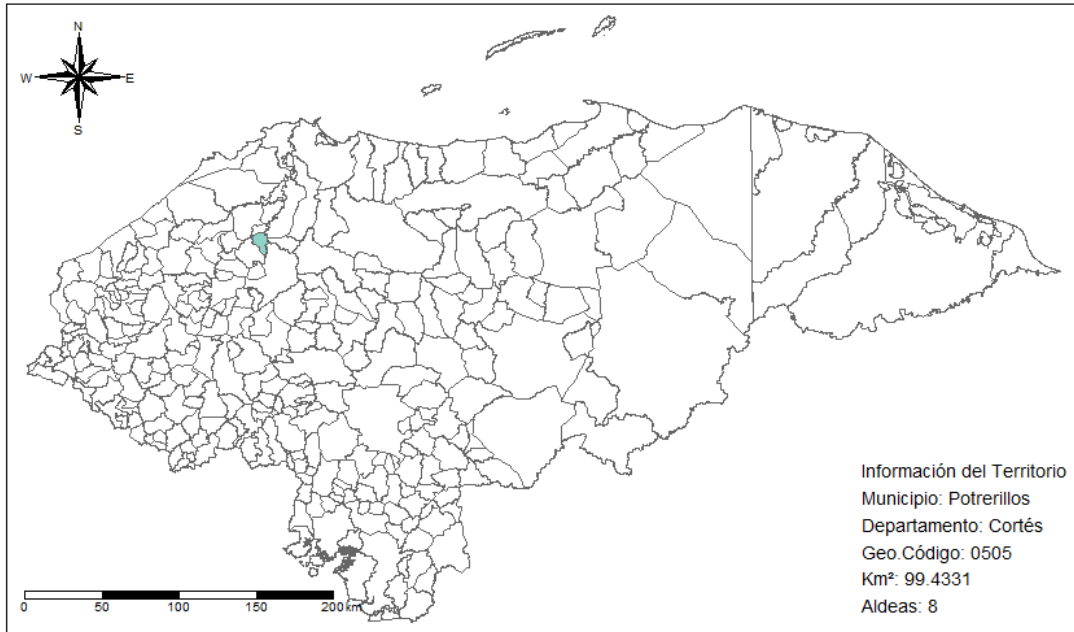 N
W E
S
Información del Territorio
Municipio: Potrerillos
Departamento: Cortés
Geo.Código: 0505
Km²: 99.4331
Aldeas: 8
0 50 100 150 200 km